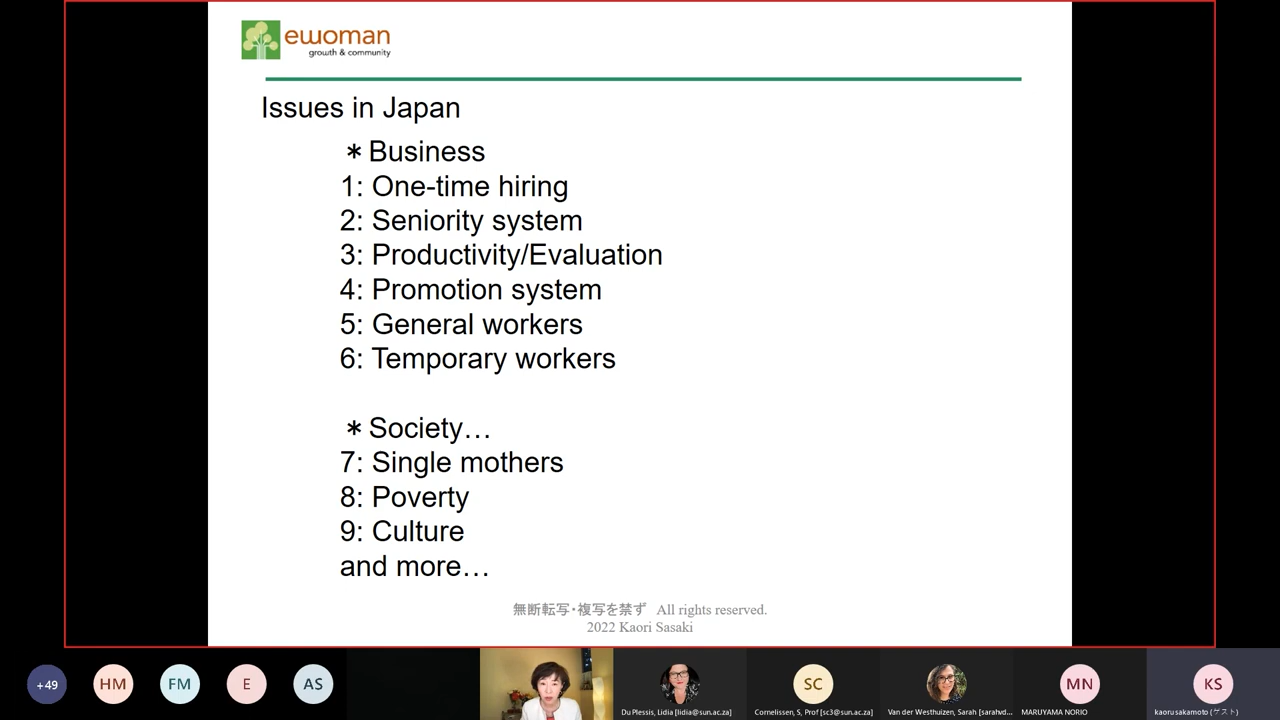 ewoman
growth & community
Issues in Japan
＊Business
1: One-time hiring
2: Seniority system
3: Productivity/Evaluation
4: Promotion system
5: General workers
6: Temporary workers
＊Society…
7: Single mothers
8: Poverty
9: Culture
and more…
無断転写・複写を禁ず All rights reserved.
2022 Kaori Sasaki
+49
HM
FM
E
AS
Du Plessis, Lidia [lidia@sun.ac.za]
SC
Cornelissen, S, Prof [sc3@sun.ac.za]
Van der Westhuizen, Sarah [sarahvd...
MN
MARUYAMA NORIO
KS
kaoru sakamoto (ゲスト)